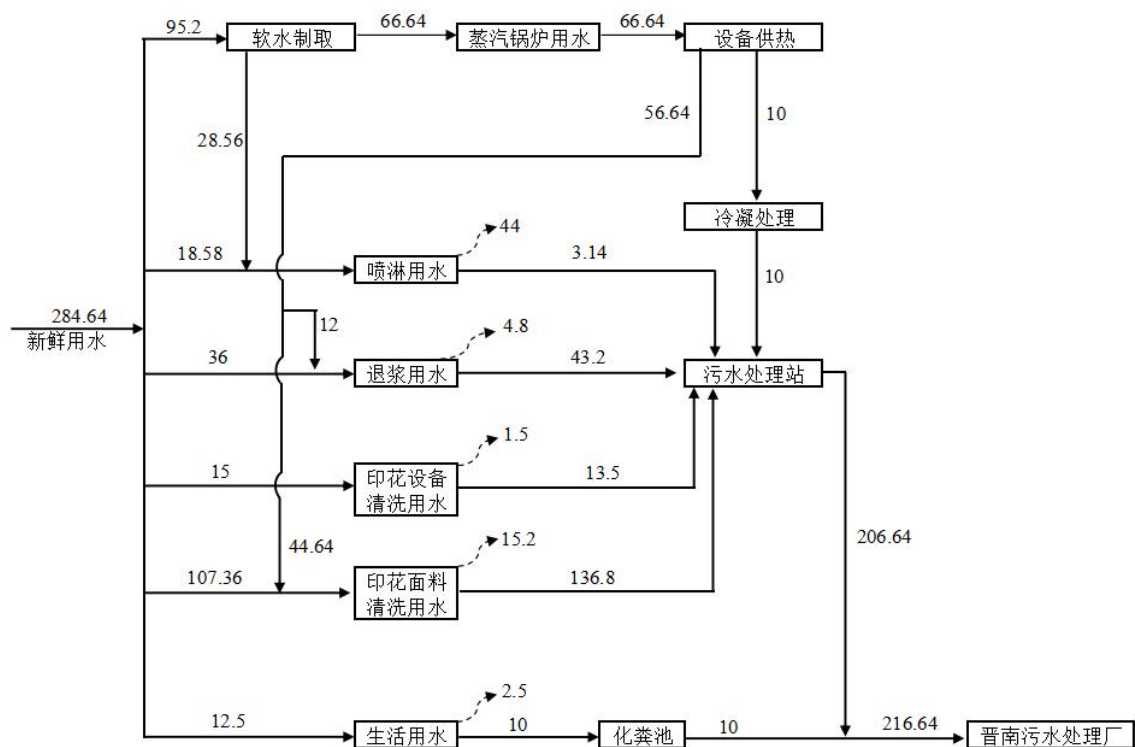 95.2
软水制取
66.64
蒸汽锅炉用水
66.64
设备供热
28.56
56.64
10
冷凝处理
10
18.58
喷淋用水
44
3.14
284.64
新鲜用水
12
36
退浆用水
4.8
43.2
污水处理站
15
印花设备
清洗用水
1.5
13.5
206.64
44.64
107.36
印花面料
清洗用水
15.2
136.8
12.5
生活用水
2.5
10
化粪池
10
216.64
晋南污水处理厂